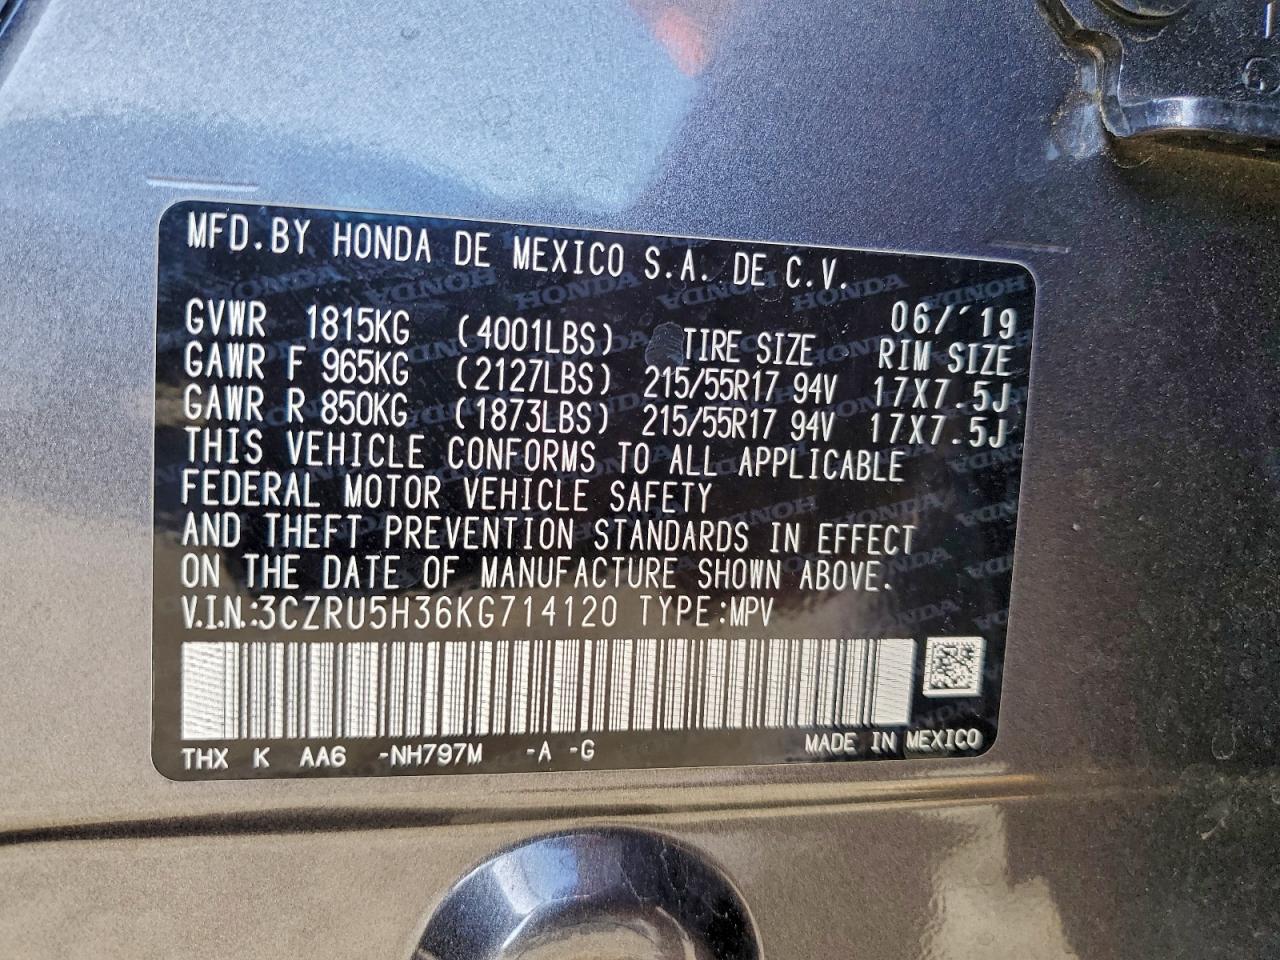 MFD.BY HONDA DE MEXICO S.A. DE C.V.
06/'19
GVWR 1815KG (4001LBS) TIRE SIZE RIM SIZE
GAWR F 965KG (2127LBS) 215/55R17 94V 17X7.5J
GAWR R 850KG (1873LBS) 215/55R17 94V 17X7.5J
THIS VEHICLE CONFORMS TO ALL APPLICABLE
FEDERAL MOTOR VEHICLE SAFETY
AND THEFT PREVENTION STANDARDS IN EFFECT
ON THE DATE OF MANUFACTURE SHOWN ABOVE.
V.I.N.:3CZRU5H36KG714120 TYPE:MPV
THX K AA6 -NH797M -A -G MADE IN MEXICO